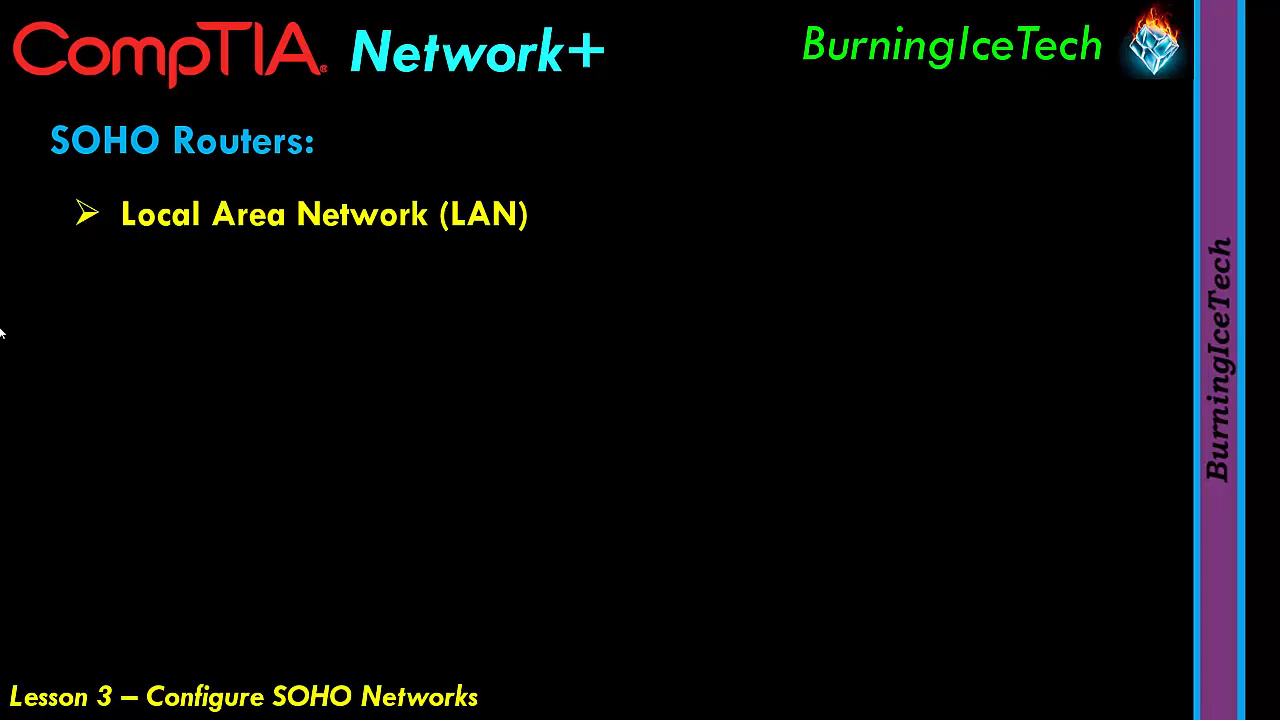 CompTIA® Network+
BurningIceTech
SOHO Routers:
➢ Local Area Network (LAN)
BurningIceTech
Lesson 3 – Configure SOHO Networks